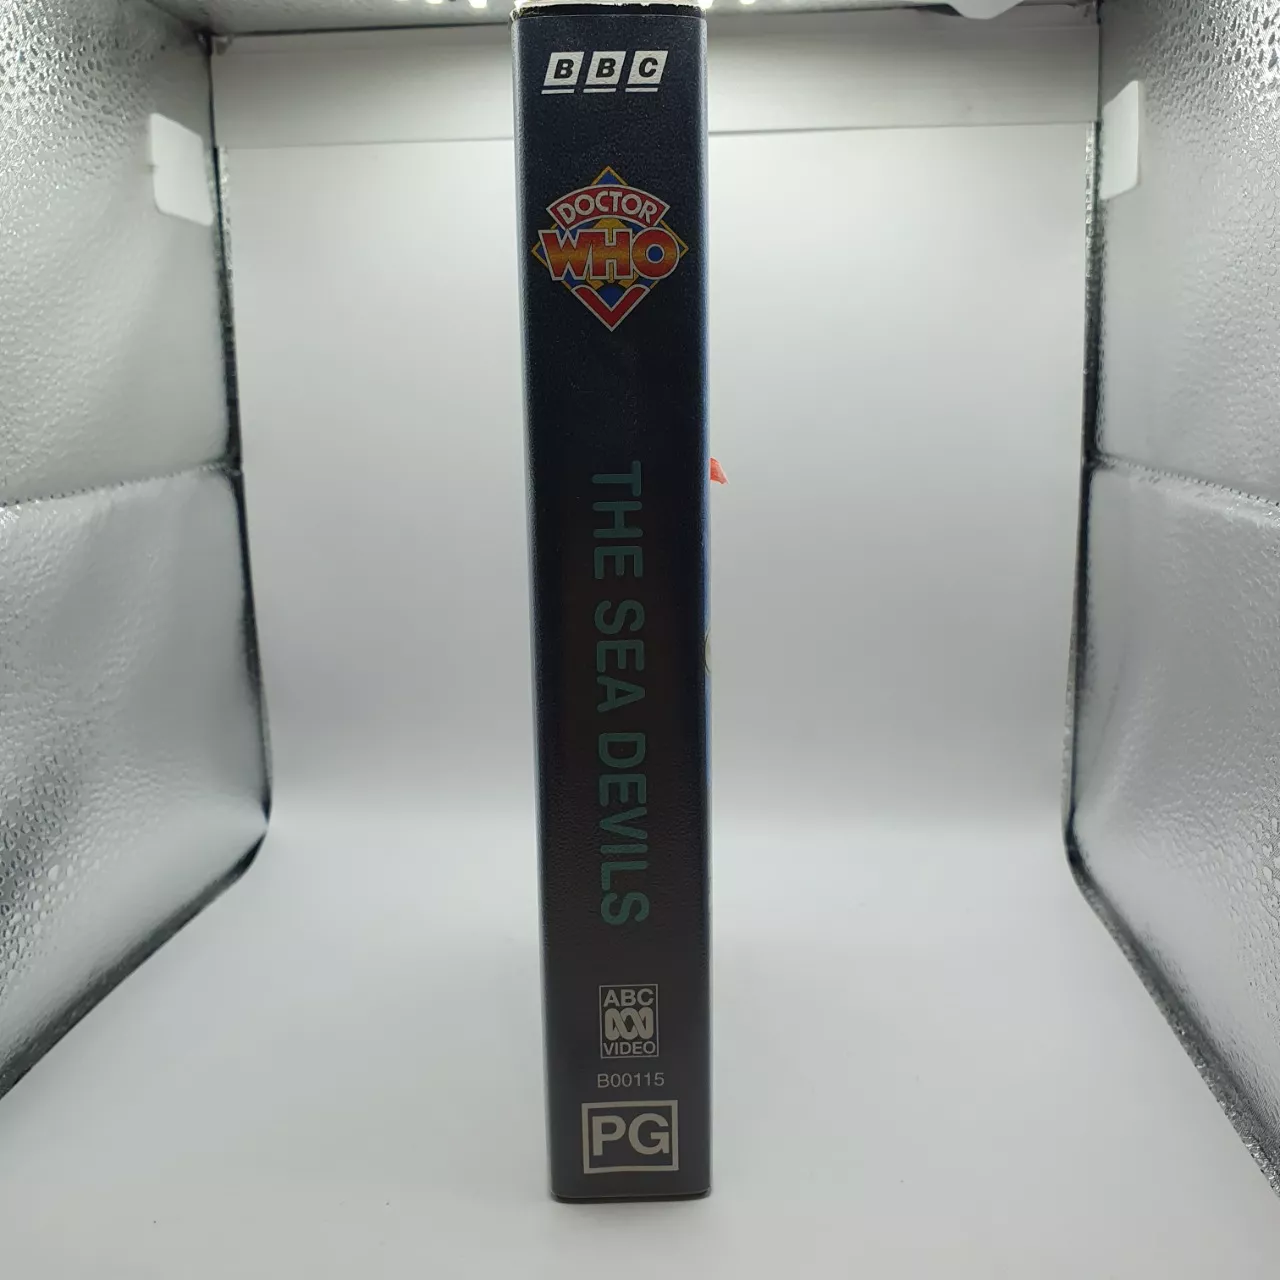 BBC
DOCTOR
WHO
THE SEA DEVILS
ABC
VIDEO
B00115
PG